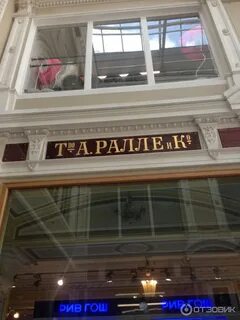 Тво А. РАЛЛЕ и Ко
РИВ ГОШ РИВ ГОШ
ОТЗОВИК